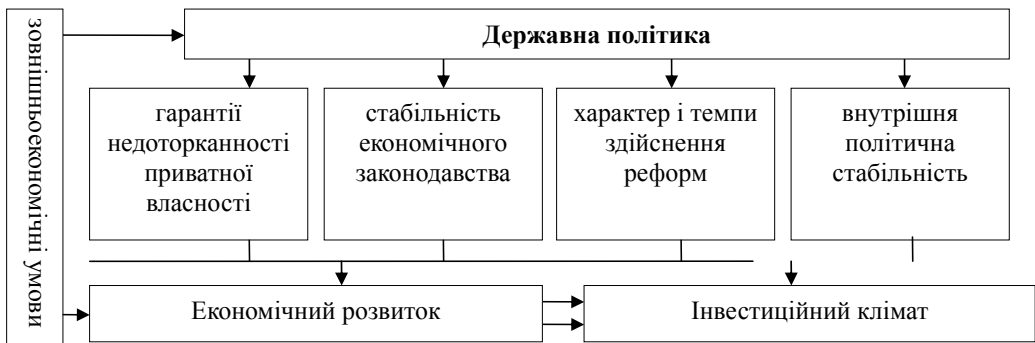 зовнішньоекономічні умови
Державна політика
гарантії
недоторканності
приватної
власності
стабільність
економічного
законодавства
характер і темпи
здійснення
реформ
внутрішня
політична
стабільність
Економічний розвиток
Інвестиційний клімат